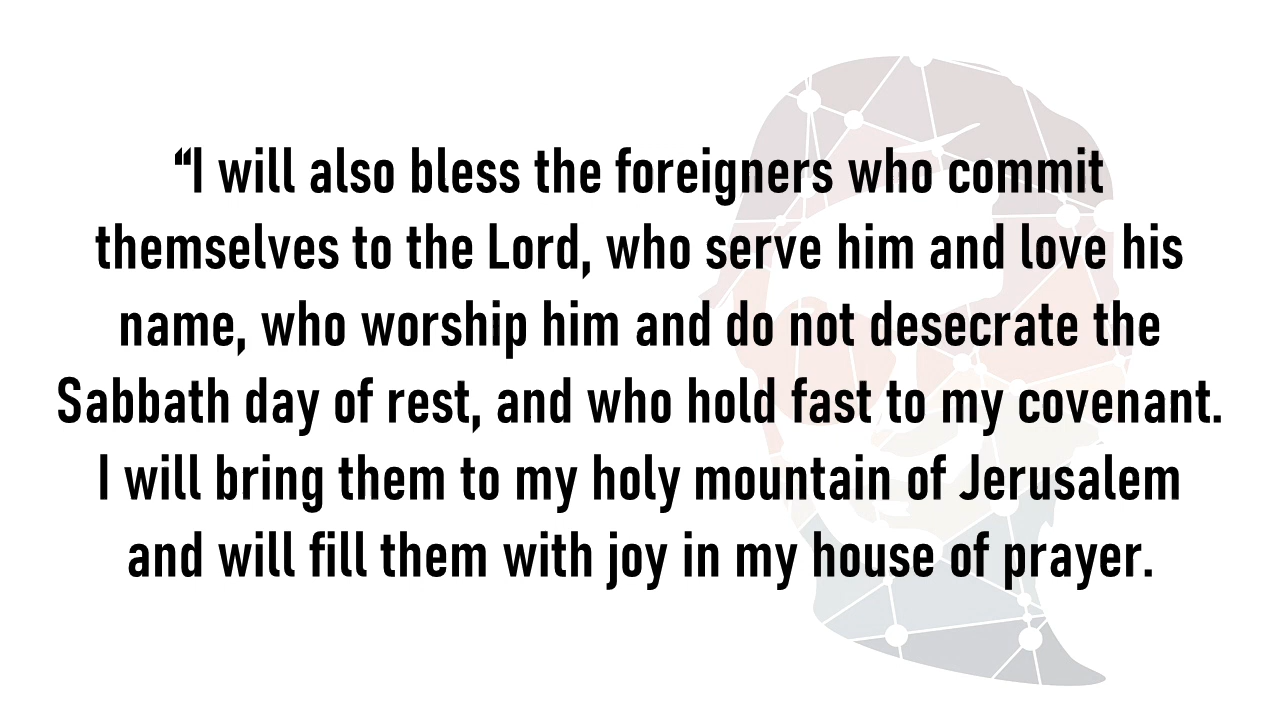 “I will also bless the foreigners who commit
themselves to the Lord, who serve him and love his
name, who worship him and do not desecrate the
Sabbath day of rest, and who hold fast to my covenant.
I will bring them to my holy mountain of Jerusalem
and will fill them with joy in my house of prayer.